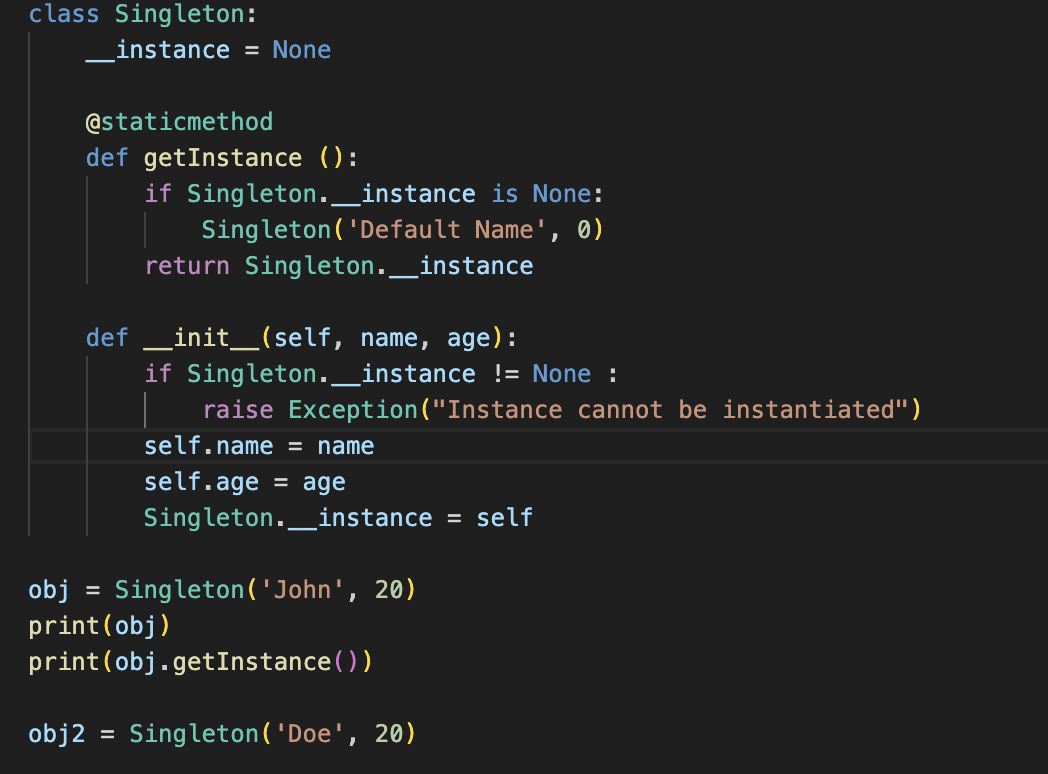 class Singleton:
    __instance = None

    @staticmethod
    def getInstance ():
        if Singleton.__instance is None:
            Singleton('Default Name', 0)
        return Singleton.__instance

    def __init__(self, name, age):
        if Singleton.__instance != None :
            raise Exception("Instance cannot be instantiated")
        self.name = name
        self.age = age
        Singleton.__instance = self

obj = Singleton('John', 20)
print(obj)
print(obj.getInstance())

obj2 = Singleton('Doe', 20)